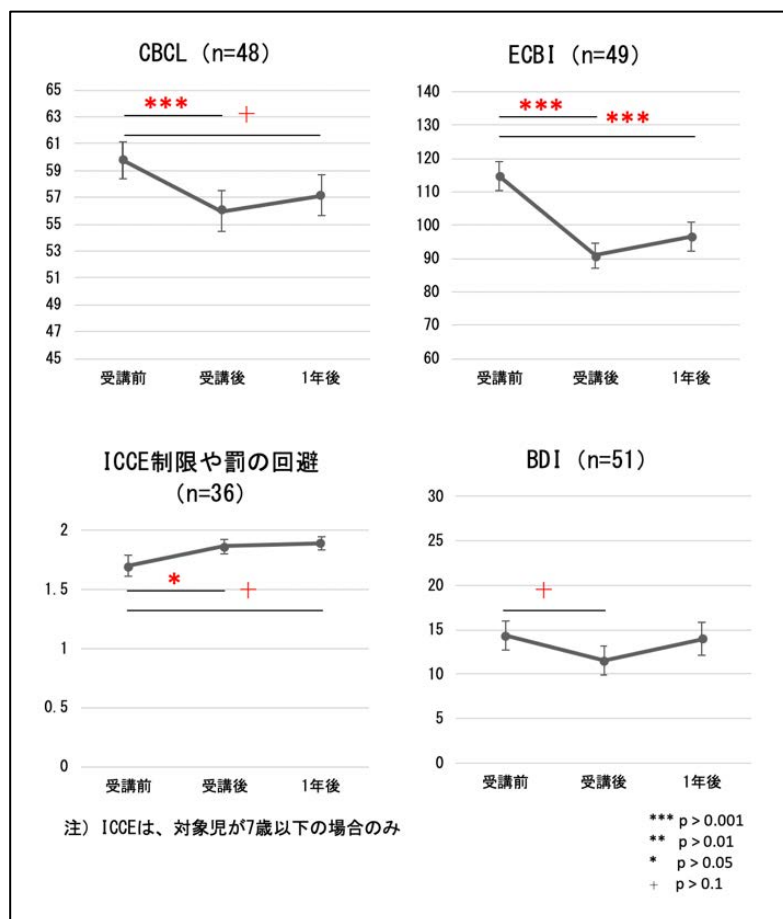 CBCL (n=48)
65
63
61
59
57
55
53
51
49
47
45
***
+
受講前 受講後 1年後
ECBI (n=49)
140
130
120
110
100
90
80
70
60
***
***
受講前 受講後 1年後
ICCE制限や罰の回避
(n=36)
2
1.5
1
0.5
0
*
+
受講前 受講後 1年後
BDI (n=51)
30
25
20
15
10
5
0
+
受講前 受講後 1年後
注) ICCEは、対象児が7歳以下の場合のみ
*** p > 0.001
** p > 0.01
* p > 0.05
+ p > 0.1